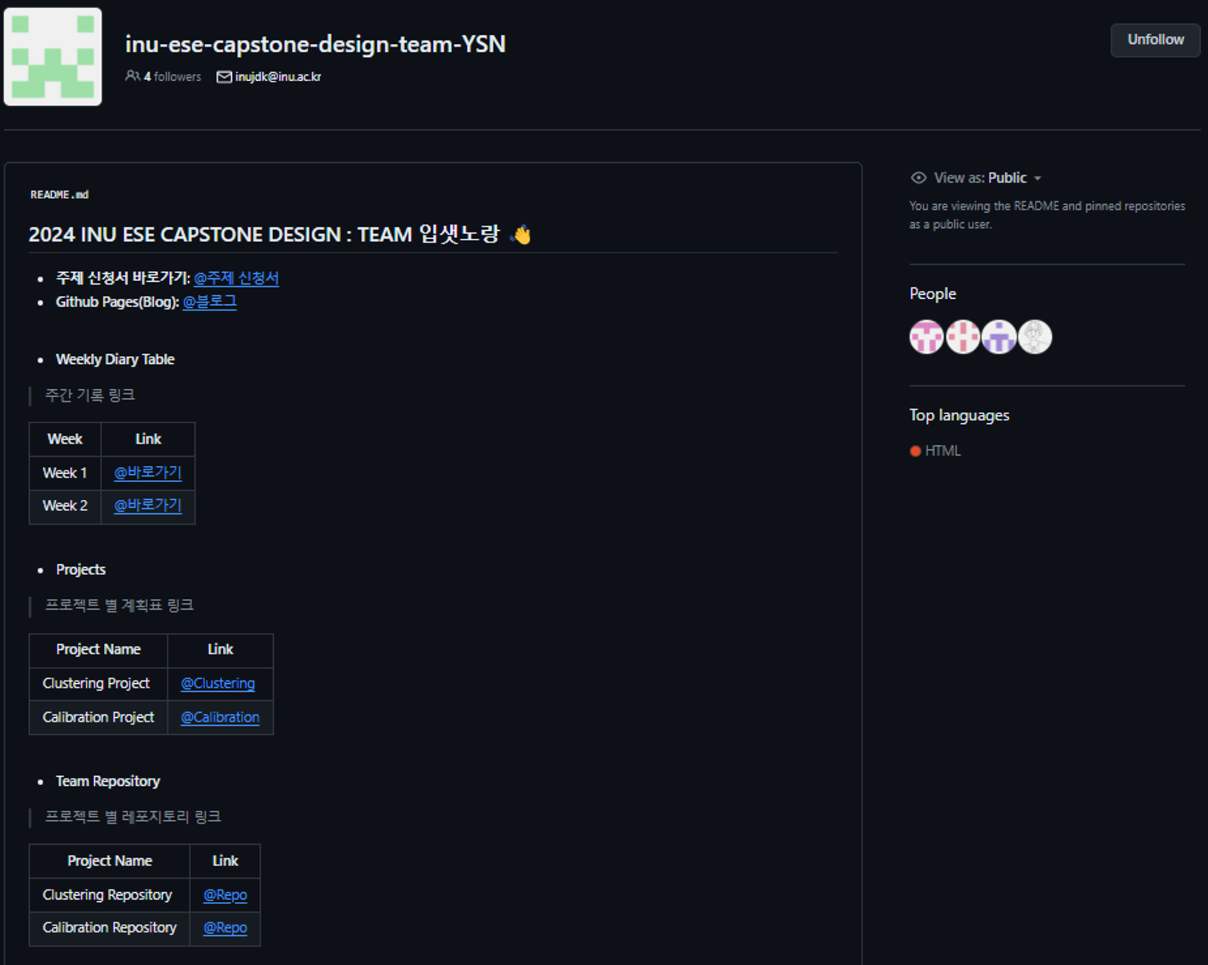 inu-ese-capstone-design-team-YSN
Unfollow
4 followers inujdk@inu.ac.kr
README.md
2024 INU ESE CAPSTONE DESIGN : TEAM 입샛노랑 👋
주제 신청서 바로가기: @주제 신청서
Github Pages(Blog): @블로그
Weekly Diary Table
주간 기록 링크
Week Link
Week 1 @바로가기
Week 2 @바로가기
Projects
프로젝트 별 계획표 링크
Project Name Link
Clustering Project @Clustering
Calibration Project @Calibration
Team Repository
프로젝트 별 레포지토리 링크
Project Name Link
Clustering Repository @Repo
Calibration Repository @Repo
View as: Public
You are viewing the README and pinned repositories
as a public user.
People
Top languages
HTML